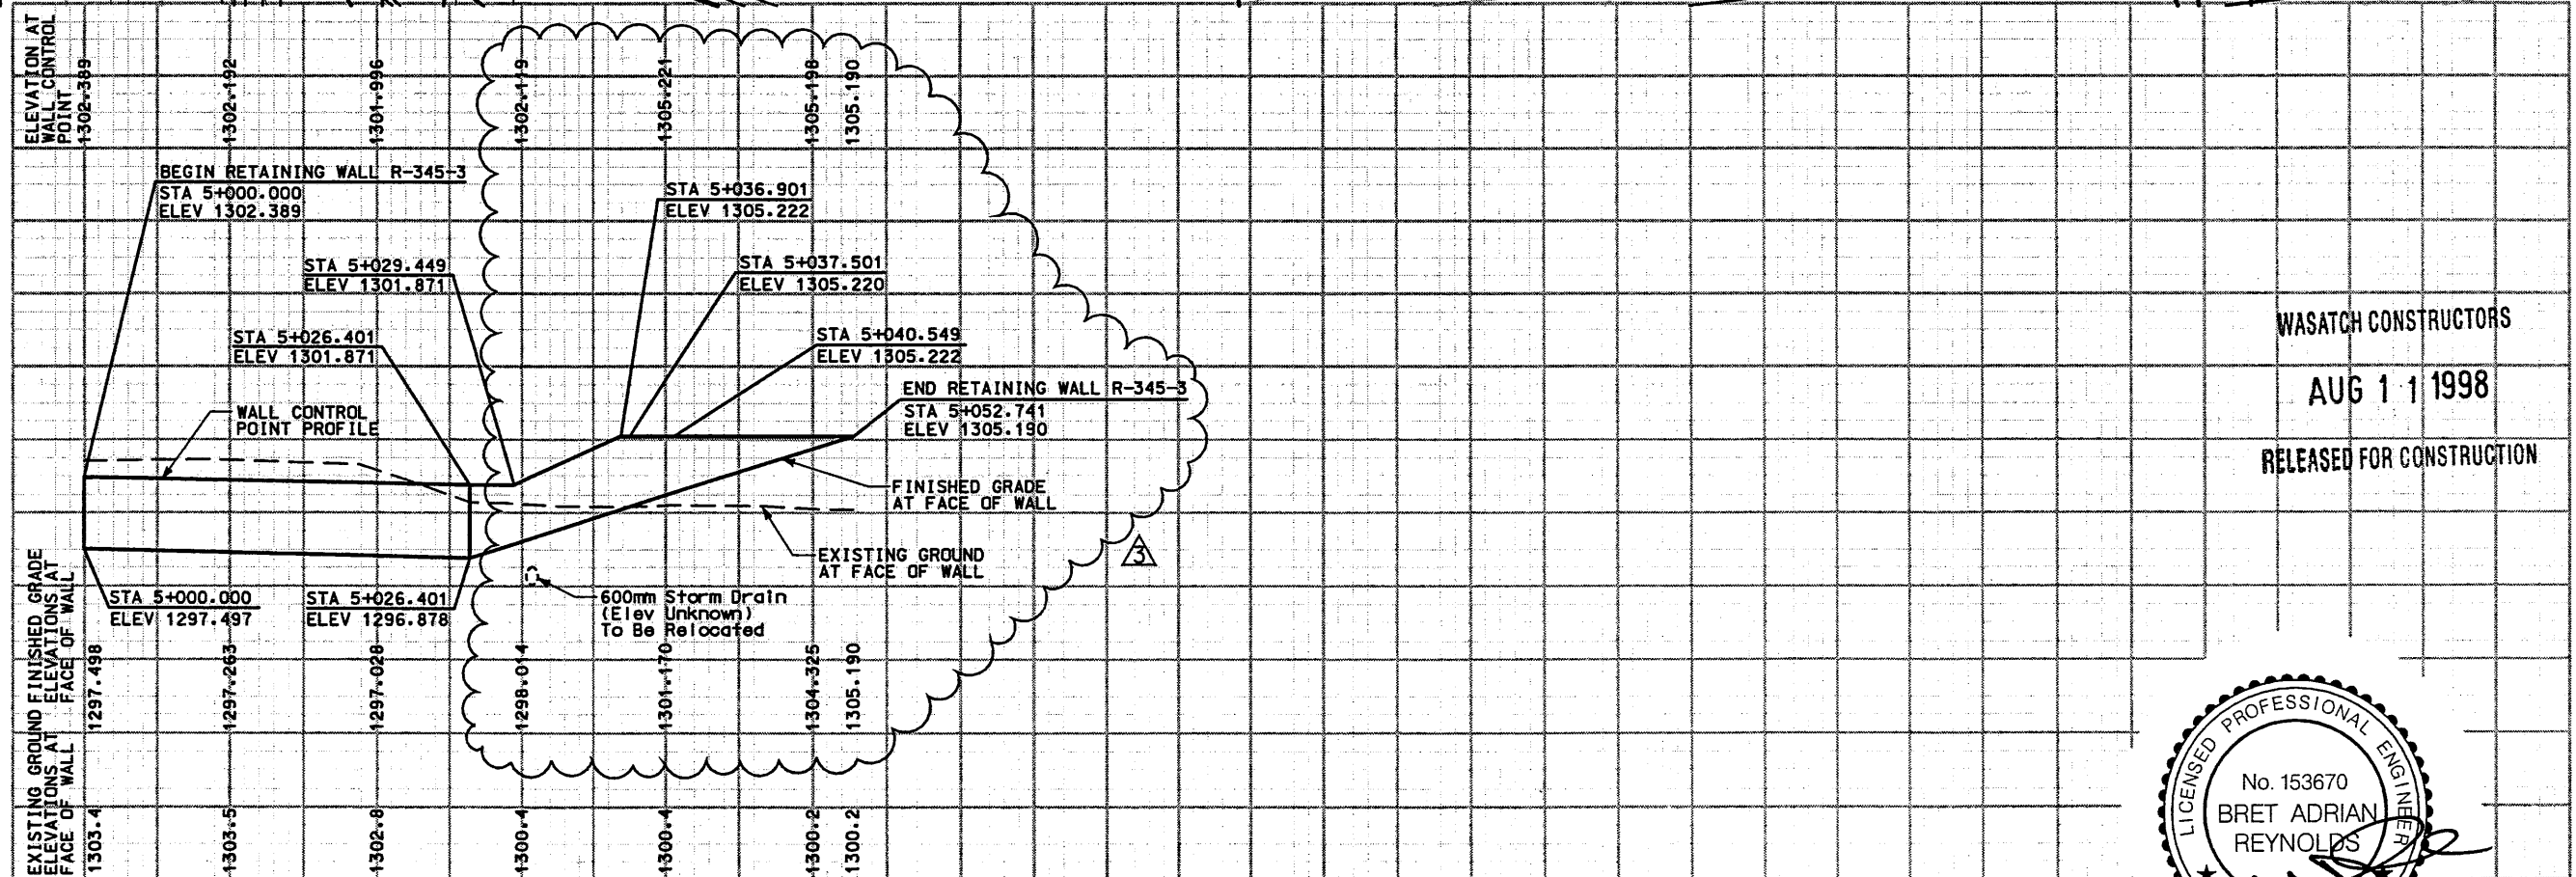 ELEVATION AT
WALL CONTROL
POINT
1302.389
1302.192
1301.996
1302.119
1305.221
1305.198
1305.190
BEGIN RETAINING WALL R-345-3
STA 5+000.000
ELEV 1302.389
STA 5+036.901
ELEV 1305.222
STA 5+029.449
ELEV 1301.871
STA 5+037.501
ELEV 1305.220
STA 5+026.401
ELEV 1301.871
STA 5+040.549
ELEV 1305.222
END RETAINING WALL R-345-3
STA 5+052.741
ELEV 1305.190
WALL CONTROL
POINT PROFILE
FINISHED GRADE
AT FACE OF WALL
EXISTING GROUND
AT FACE OF WALL
3
600mm Storm Drain
(Elev Unknown)
To Be Relocated
STA 5+000.000
ELEV 1297.497
STA 5+026.401
ELEV 1296.878
WASATCH CONSTRUCTORS
AUG 11 1998
RELEASED FOR CONSTRUCTION
FINISHED GRADE
ELEVATIONS AT
FACE OF WALL
1297.498
1297.263
1297.028
1298.014
1301.170
1304.325
1305.190
EXISTING GROUND
ELEVATIONS AT
FACE OF WALL
1303.4
1303.5
1302.8
1300.4
1300.4
1300.2
1300.2
LICENSED PROFESSIONAL ENGINEER
No. 153670
BRET ADRIAN
REYNOLDS